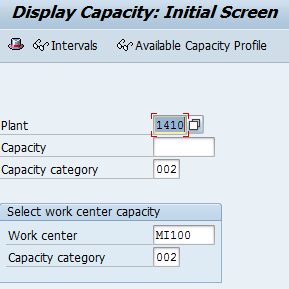 Display Capacity: Initial Screen
Intervals Available Capacity Profile
Plant 1410
Capacity
Capacity category 002
Select work center capacity
Work center MI100
Capacity category 002